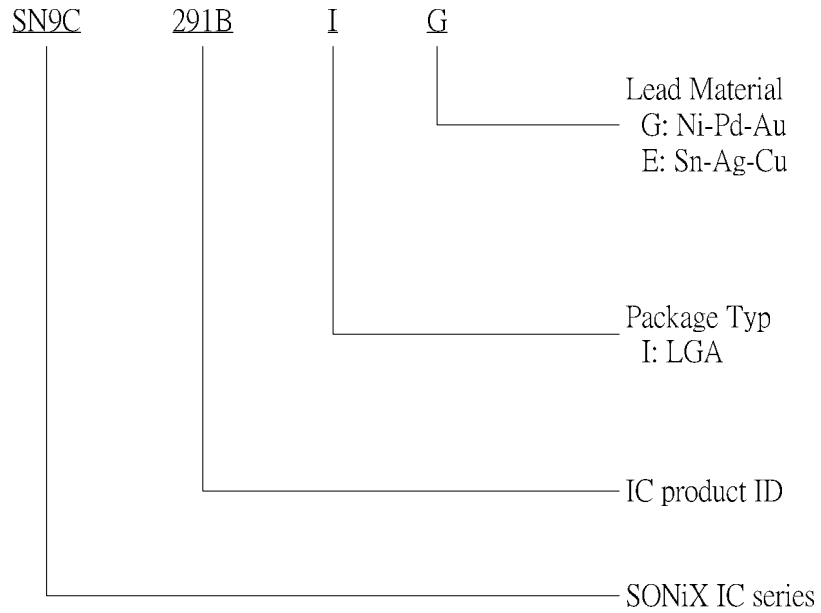 SN9C 291B I G
Lead Material
G: Ni-Pd-Au
E: Sn-Ag-Cu
Package Typ
I: LGA
IC product ID
SONiX IC series